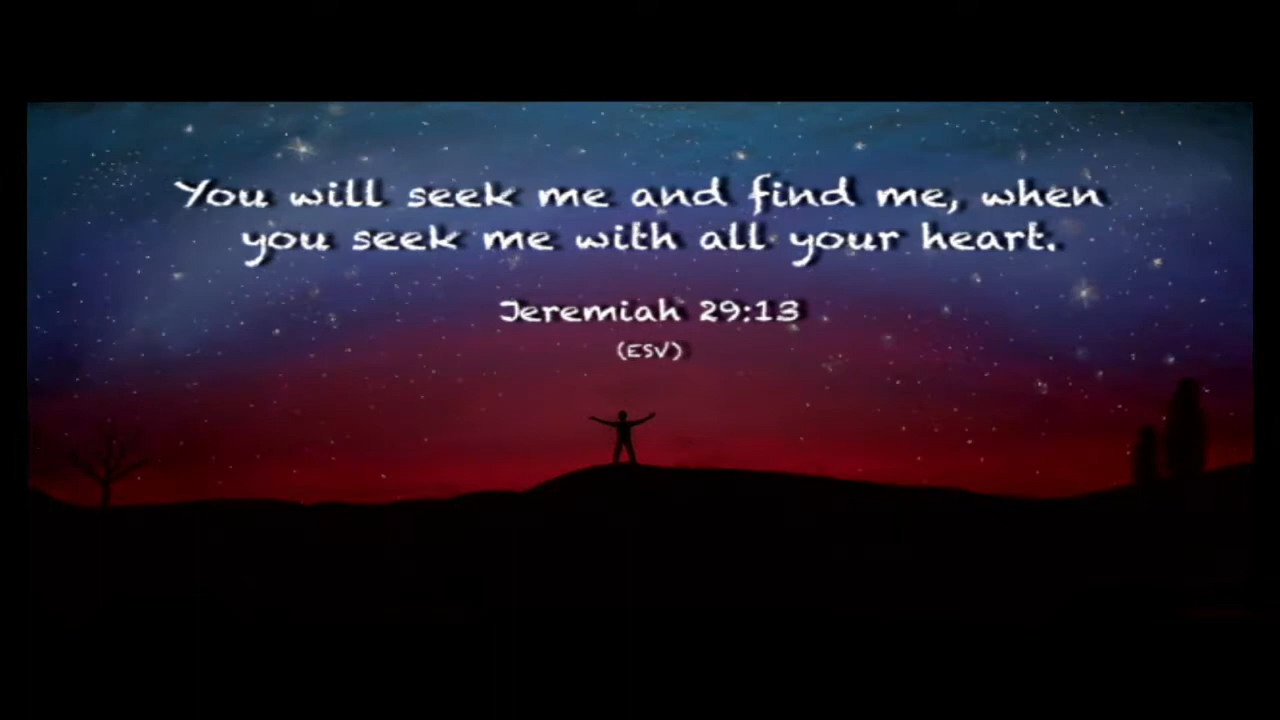 You will seek me and find me, when
you seek me with all your heart.
Jeremiah 29:13
(ESV)